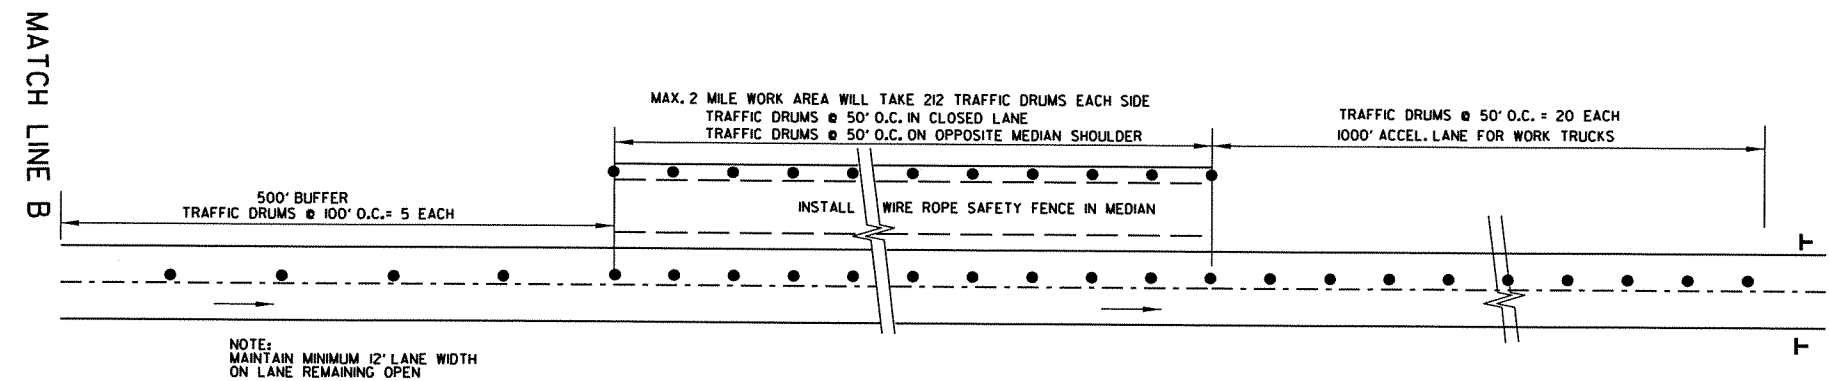 MATCH LINE B
500' BUFFER
TRAFFIC DRUMS @ 100' O.C.= 5 EACH
MAX. 2 MILE WORK AREA WILL TAKE 212 TRAFFIC DRUMS EACH SIDE
TRAFFIC DRUMS @ 50' O.C. IN CLOSED LANE
TRAFFIC DRUMS @ 50' O.C. ON OPPOSITE MEDIAN SHOULDER
TRAFFIC DRUMS @ 50' O.C. = 20 EACH
1000' ACCEL. LANE FOR WORK TRUCKS
INSTALL WIRE ROPE SAFETY FENCE IN MEDIAN
NOTE:
MAINTAIN MINIMUM 12' LANE WIDTH
ON LANE REMAINING OPEN